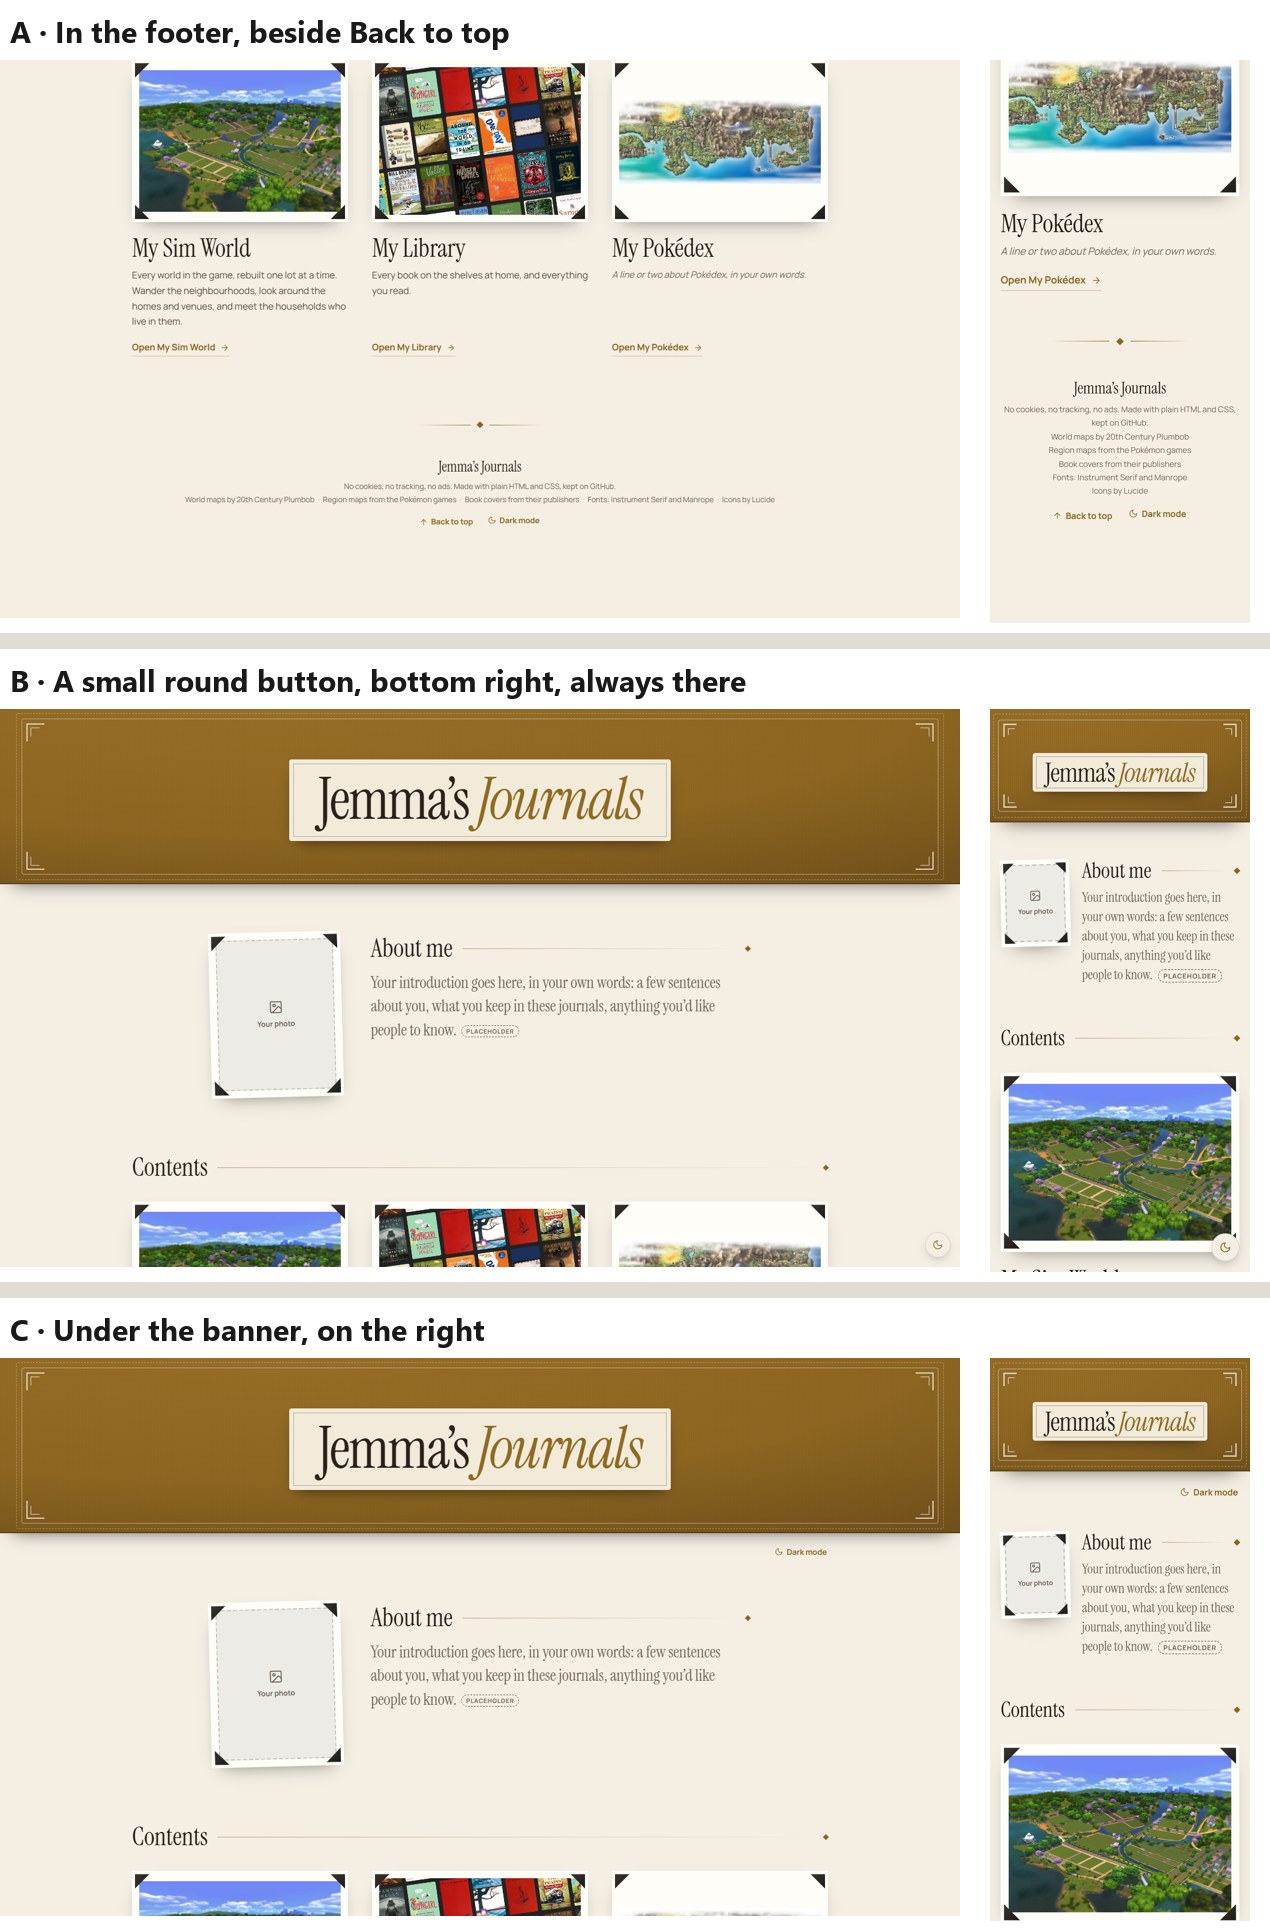 A · In the footer, beside Back to top
My Sim World
Every world in the game, rebuilt one lot at a time.
Wander the neighbourhoods, look around the
homes and venues, and meet the households who
live in them.
Open My Sim World →
My Library
Every book on the shelves at home, and everything
you read.
Open My Library →
My Pokédex
A line or two about Pokédex, in your own words.
Open My Pokédex →
Jemma’s Journals
No cookies, no tracking, no ads. Made with plain HTML and CSS, kept on GitHub.
World maps by 20th Century Plumbob · Region maps from the Pokémon games · Book covers from their publishers · Fonts: Instrument Serif and Manrope · Icons by Lucide
↑ Back to top
Dark mode
My Pokédex
A line or two about Pokédex, in your own words.
Open My Pokédex →
Jemma’s Journals
No cookies, no tracking, no ads. Made with plain HTML and CSS,
kept on GitHub.
World maps by 20th Century Plumbob
Region maps from the Pokémon games
Book covers from their publishers
Fonts: Instrument Serif and Manrope
Icons by Lucide
↑ Back to top
Dark mode
B · A small round button, bottom right, always there
Jemma’s Journals
About me
Your photo
Your introduction goes here, in your own words: a few sentences
about you, what you keep in these journals, anything you’d like
people to know. PLACEHOLDER
Contents
Jemma’s Journals
About me
Your photo
Your introduction goes here, in
your own words: a few sentences
about you, what you keep in these
journals, anything you’d like
people to know. PLACEHOLDER
Contents
C · Under the banner, on the right
Jemma’s Journals
Dark mode
About me
Your photo
Your introduction goes here, in your own words: a few sentences
about you, what you keep in these journals, anything you’d like
people to know. PLACEHOLDER
Contents
Jemma’s Journals
Dark mode
About me
Your photo
Your introduction goes here, in
your own words: a few sentences
about you, what you keep in these
journals, anything you’d like
people to know. PLACEHOLDER
Contents